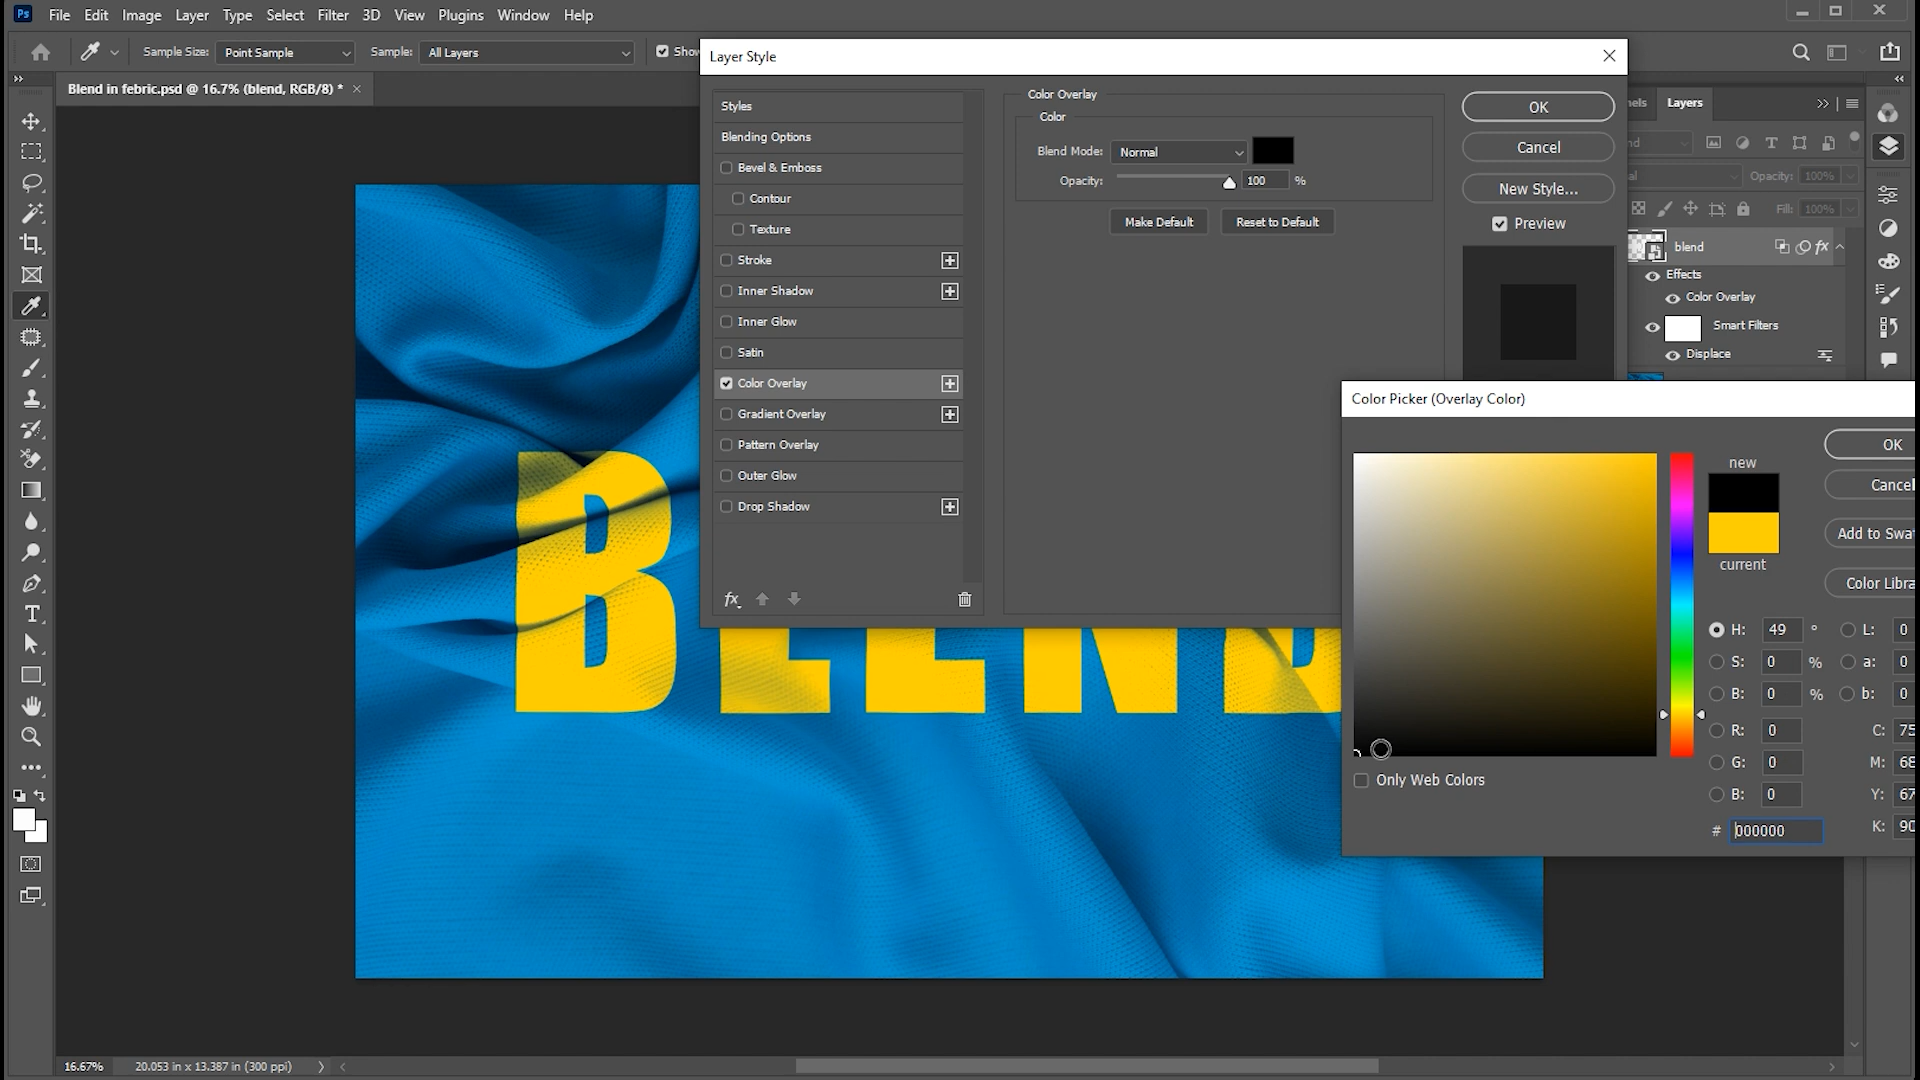 Ps File Edit Image Layer Type Select Filter 3D View Plugins Window Help
Sample Size: Point Sample Sample: All Layers Show
Blend in febric.psd @ 16.7% (blend, RGB/8) * ×
Layer Style
Styles
Blending Options
Bevel & Emboss
Contour
Texture
Stroke
Inner Shadow
Inner Glow
Satin
Color Overlay
Gradient Overlay
Pattern Overlay
Outer Glow
Drop Shadow
fx
Color Overlay
Color
Blend Mode: Normal
Opacity: 100 %
Make Default Reset to Default
OK
Cancel
New Style...
Preview
nels Layers
nd
al Opacity: 100%
Fill: 100%
blend fx
Effects
Color Overlay
Smart Filters
Displace
Color Picker (Overlay Color)
new
current
OK
Cancel
Add to Swa
Color Libra
H: 49 ° L: 0
S: 0 % a: 0
B: 0 % b: 0
R: 0 C: 75
G: 0 M: 68
B: 0 Y: 67
# 000000 K: 90
Only Web Colors
BLEND
16.67% 20.053 in x 13.387 in (300 ppi)